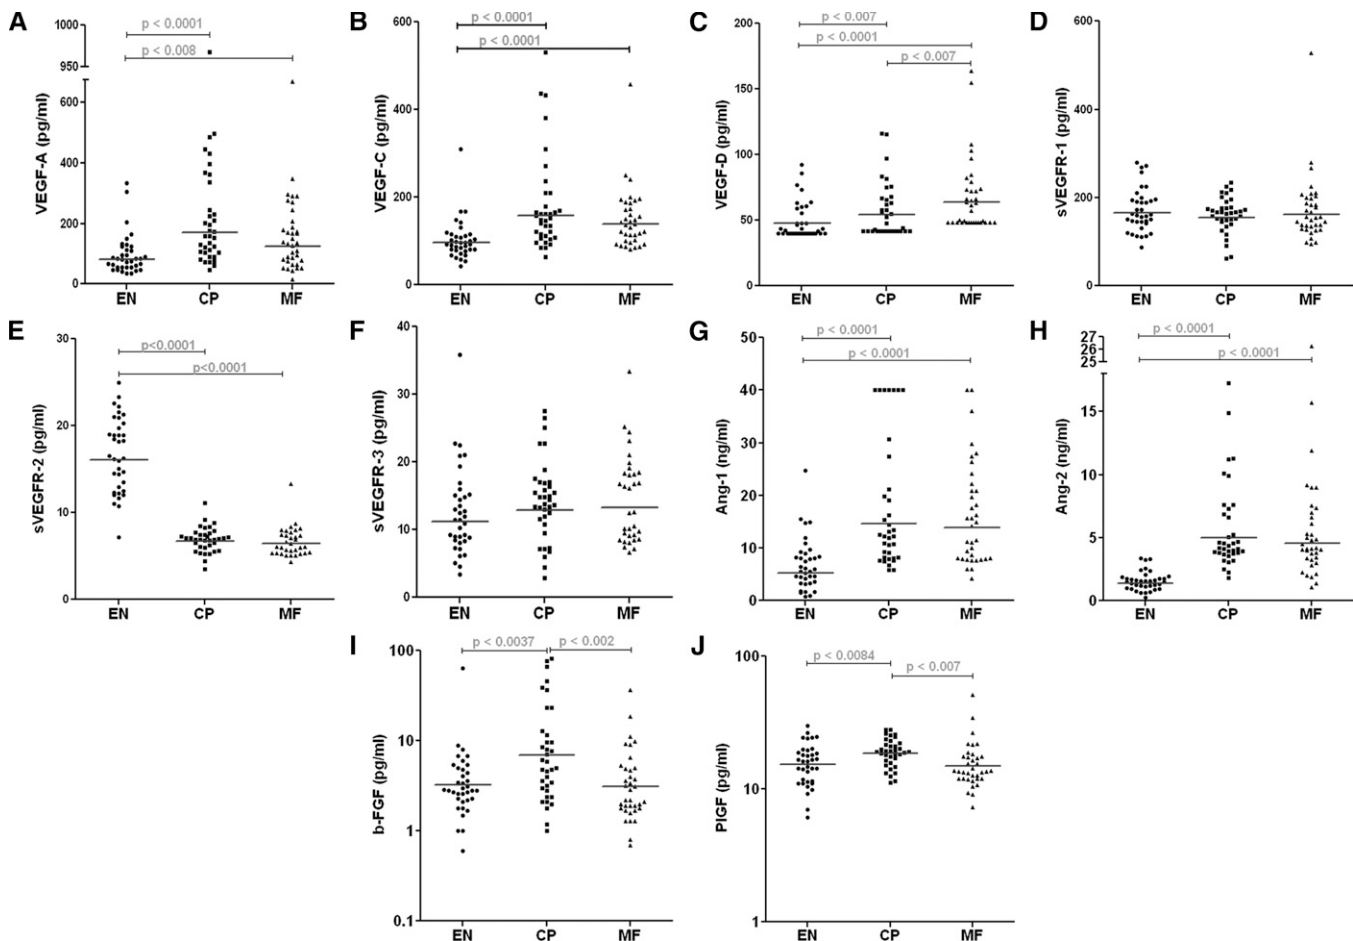 A
p < 0.0001
p < 0.008
1000
950
600
400
200
0
VEGF-A (pg/ml)
EN CP MF
B
p < 0.0001
p < 0.0001
600
400
200
0
VEGF-C (pg/ml)
EN CP MF
C
p < 0.007
p < 0.0001
p < 0.007
200
150
100
50
0
VEGF-D (pg/ml)
EN CP MF
D
600
400
200
0
sVEGFR-1 (pg/ml)
EN CP MF
E
p<0.0001
p<0.0001
30
20
10
0
sVEGFR-2 (pg/ml)
EN CP MF
F
40
30
20
10
0
sVEGFR-3 (pg/ml)
EN CP MF
G
p < 0.0001
p < 0.0001
50
40
30
20
10
0
Ang-1 (ng/ml)
EN CP MF
H
p < 0.0001
p < 0.0001
27
26
25
15
10
5
0
Ang-2 (ng/ml)
EN CP MF
I
p < 0.0037 p < 0.002
100
10
1
0.1
b-FGF (pg/ml)
EN CP MF
J
p < 0.0084
p < 0.007
100
10
1
PlGF (pg/ml)
EN CP MF